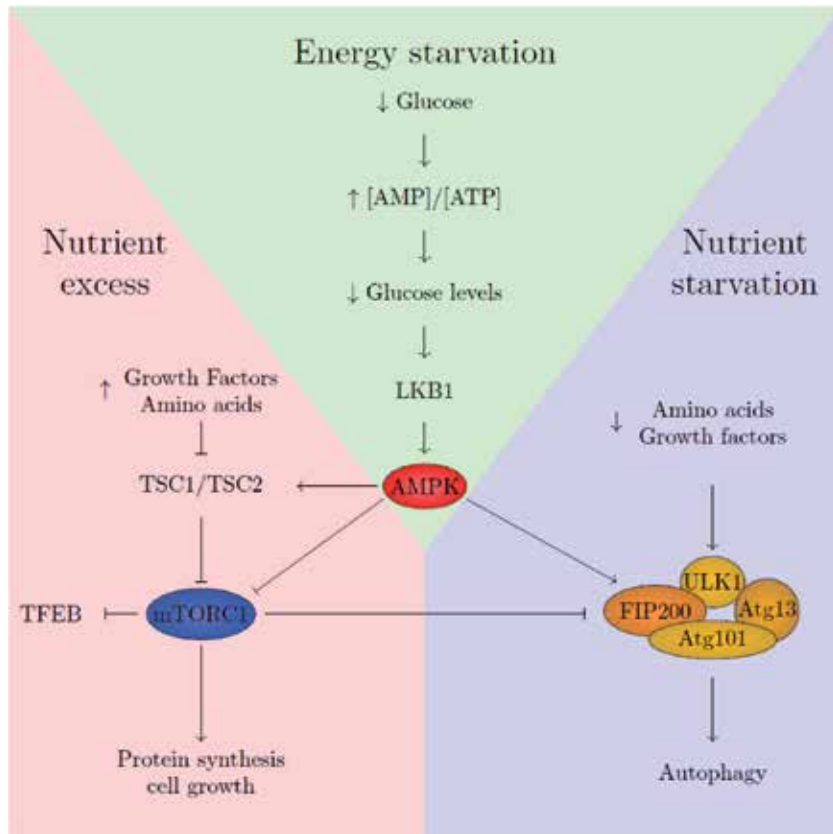 Energy starvation
↓ Glucose
↑ [AMP]/[ATP]
↓ Glucose levels
LKB1
AMPK
Nutrient
excess
↑ Growth Factors
Amino acids
TSC1/TSC2
TFEB
mTORC1
Protein synthesis
cell growth
Nutrient
starvation
↓ Amino acids
Growth factors
ULK1
FIP200
Atg13
Atg101
Autophagy